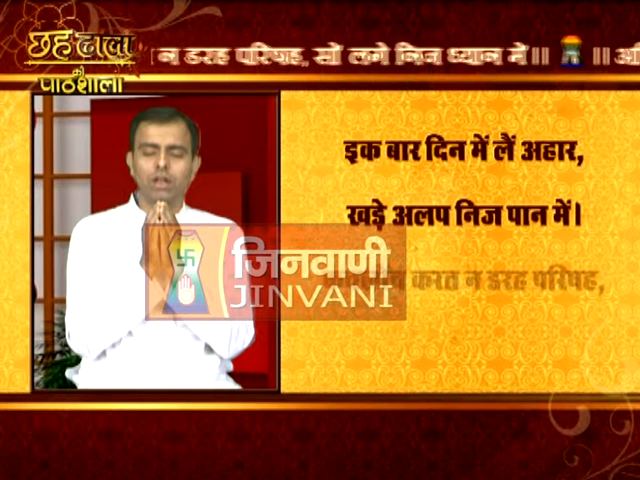 छहढाला
की
पाठशाला
न डरह परिषह, सो लगे निज ध्यान में।।
।।
इक बार दिन में लैं अहार,
खड़े अलप निज पान में।
करत न डरह परिषह,
जिनवाणी
JINVANI